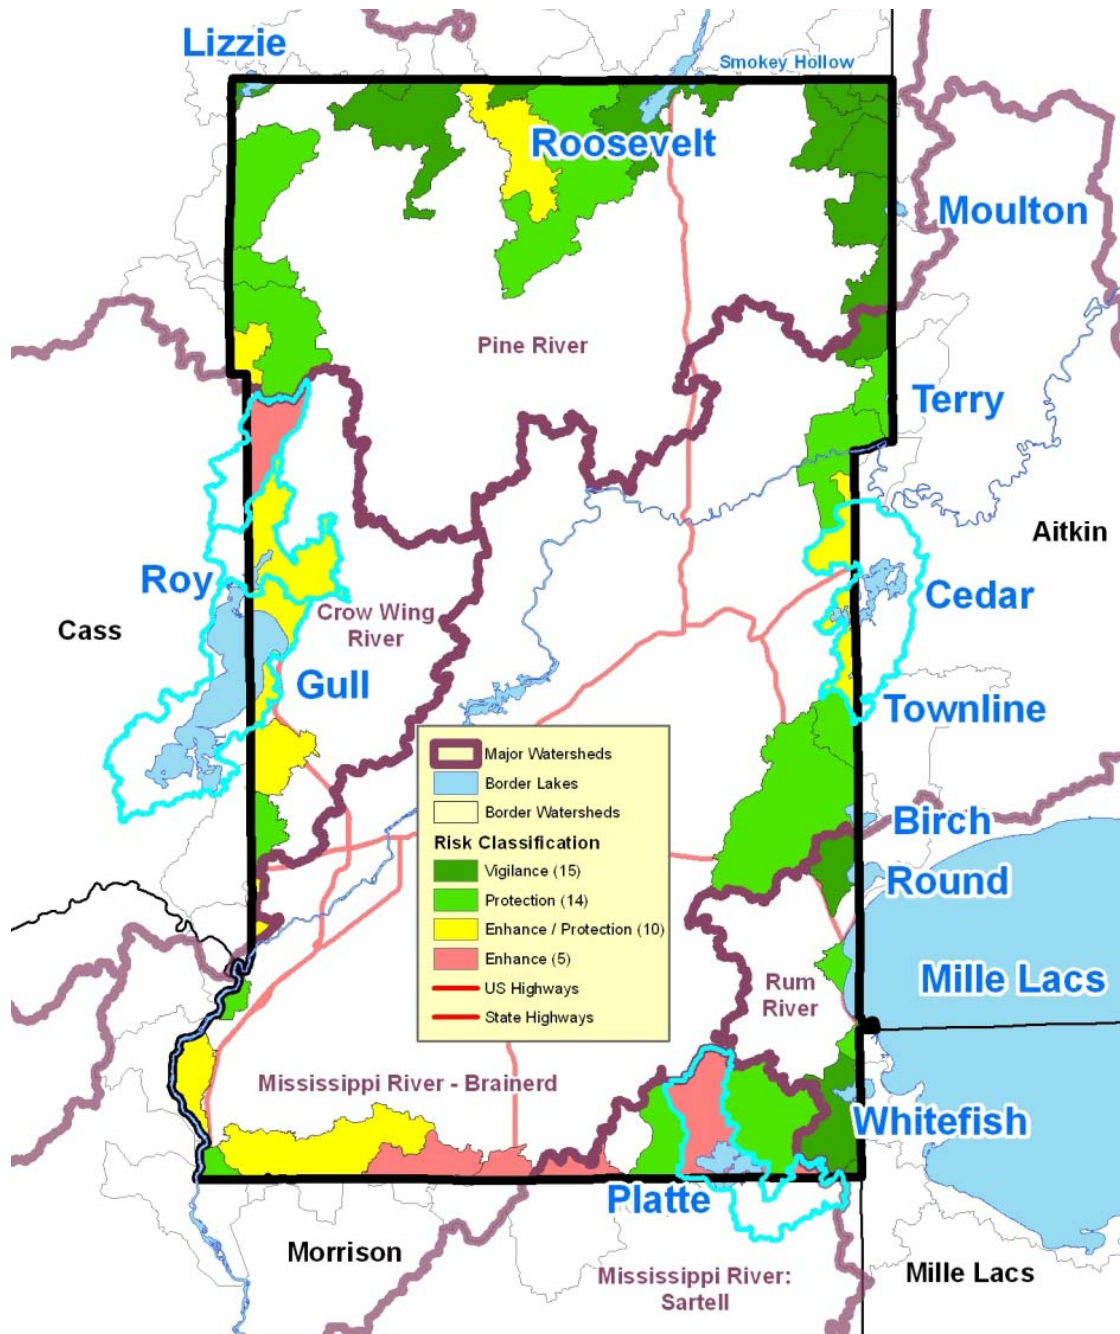 Lizzie
Smokey Hollow
Roosevelt
Moulton
Pine River
Terry
Aitkin
Roy
Cedar
Cass
Crow Wing
River
Gull
Townline
Major Watersheds
Border Lakes
Border Watersheds
Risk Classification
Vigilance (15)
Protection (14)
Enhance / Protection (10)
Enhance (5)
US Highways
State Highways
Birch
Round
Mille Lacs
Rum
River
Mississippi River - Brainerd
Whitefish
Platte
Morrison
Mississippi River:
Sartell
Mille Lacs